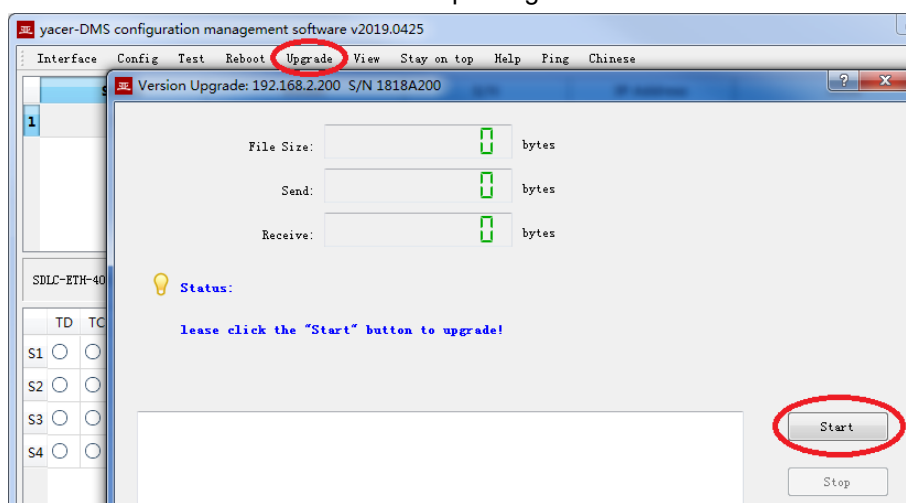 yacer-DMS configuration management software v2019.0425
Interface Config Test Reboot Upgrade View Stay on top Help Ping Chinese
Version Upgrade: 192.168.2.200 S/N 1818A200
1
File Size: 0 bytes
Send: 0 bytes
Receive: 0 bytes
SDLC-ETH-40
Status:
lease click the "Start" button to upgrade!
TD TC
S1
S2
S3
S4
Start
Stop